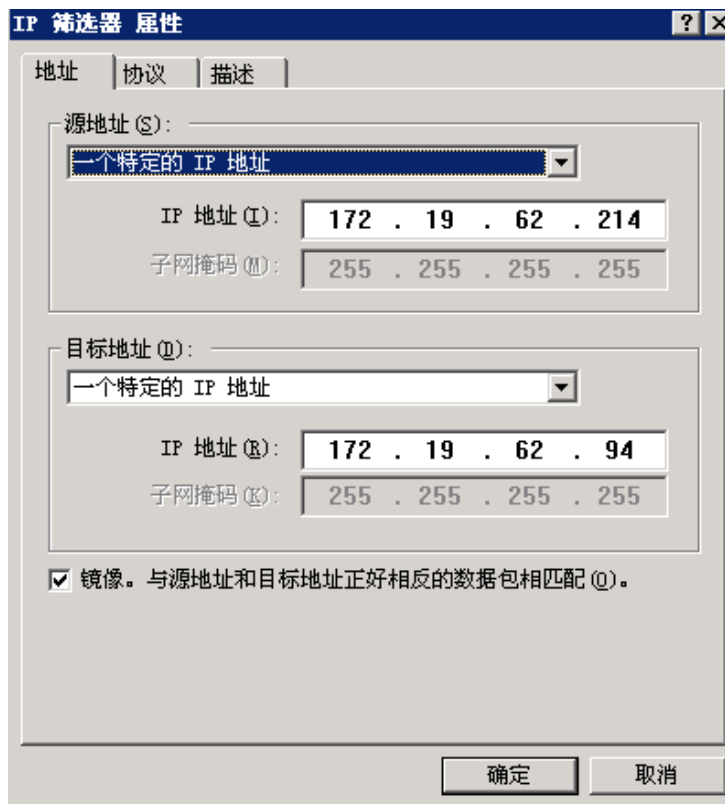 IP 筛选器 属性
地址 协议 描述
源地址(S):
一个特定的 IP 地址
IP 地址(I): 172 . 19 . 62 . 214
子网掩码(M): 255 . 255 . 255 . 255
目标地址(D):
一个特定的 IP 地址
IP 地址(R): 172 . 19 . 62 . 94
子网掩码(K): 255 . 255 . 255 . 255
镜像。与源地址和目标地址正好相反的数据包相匹配(O)。
确定 取消